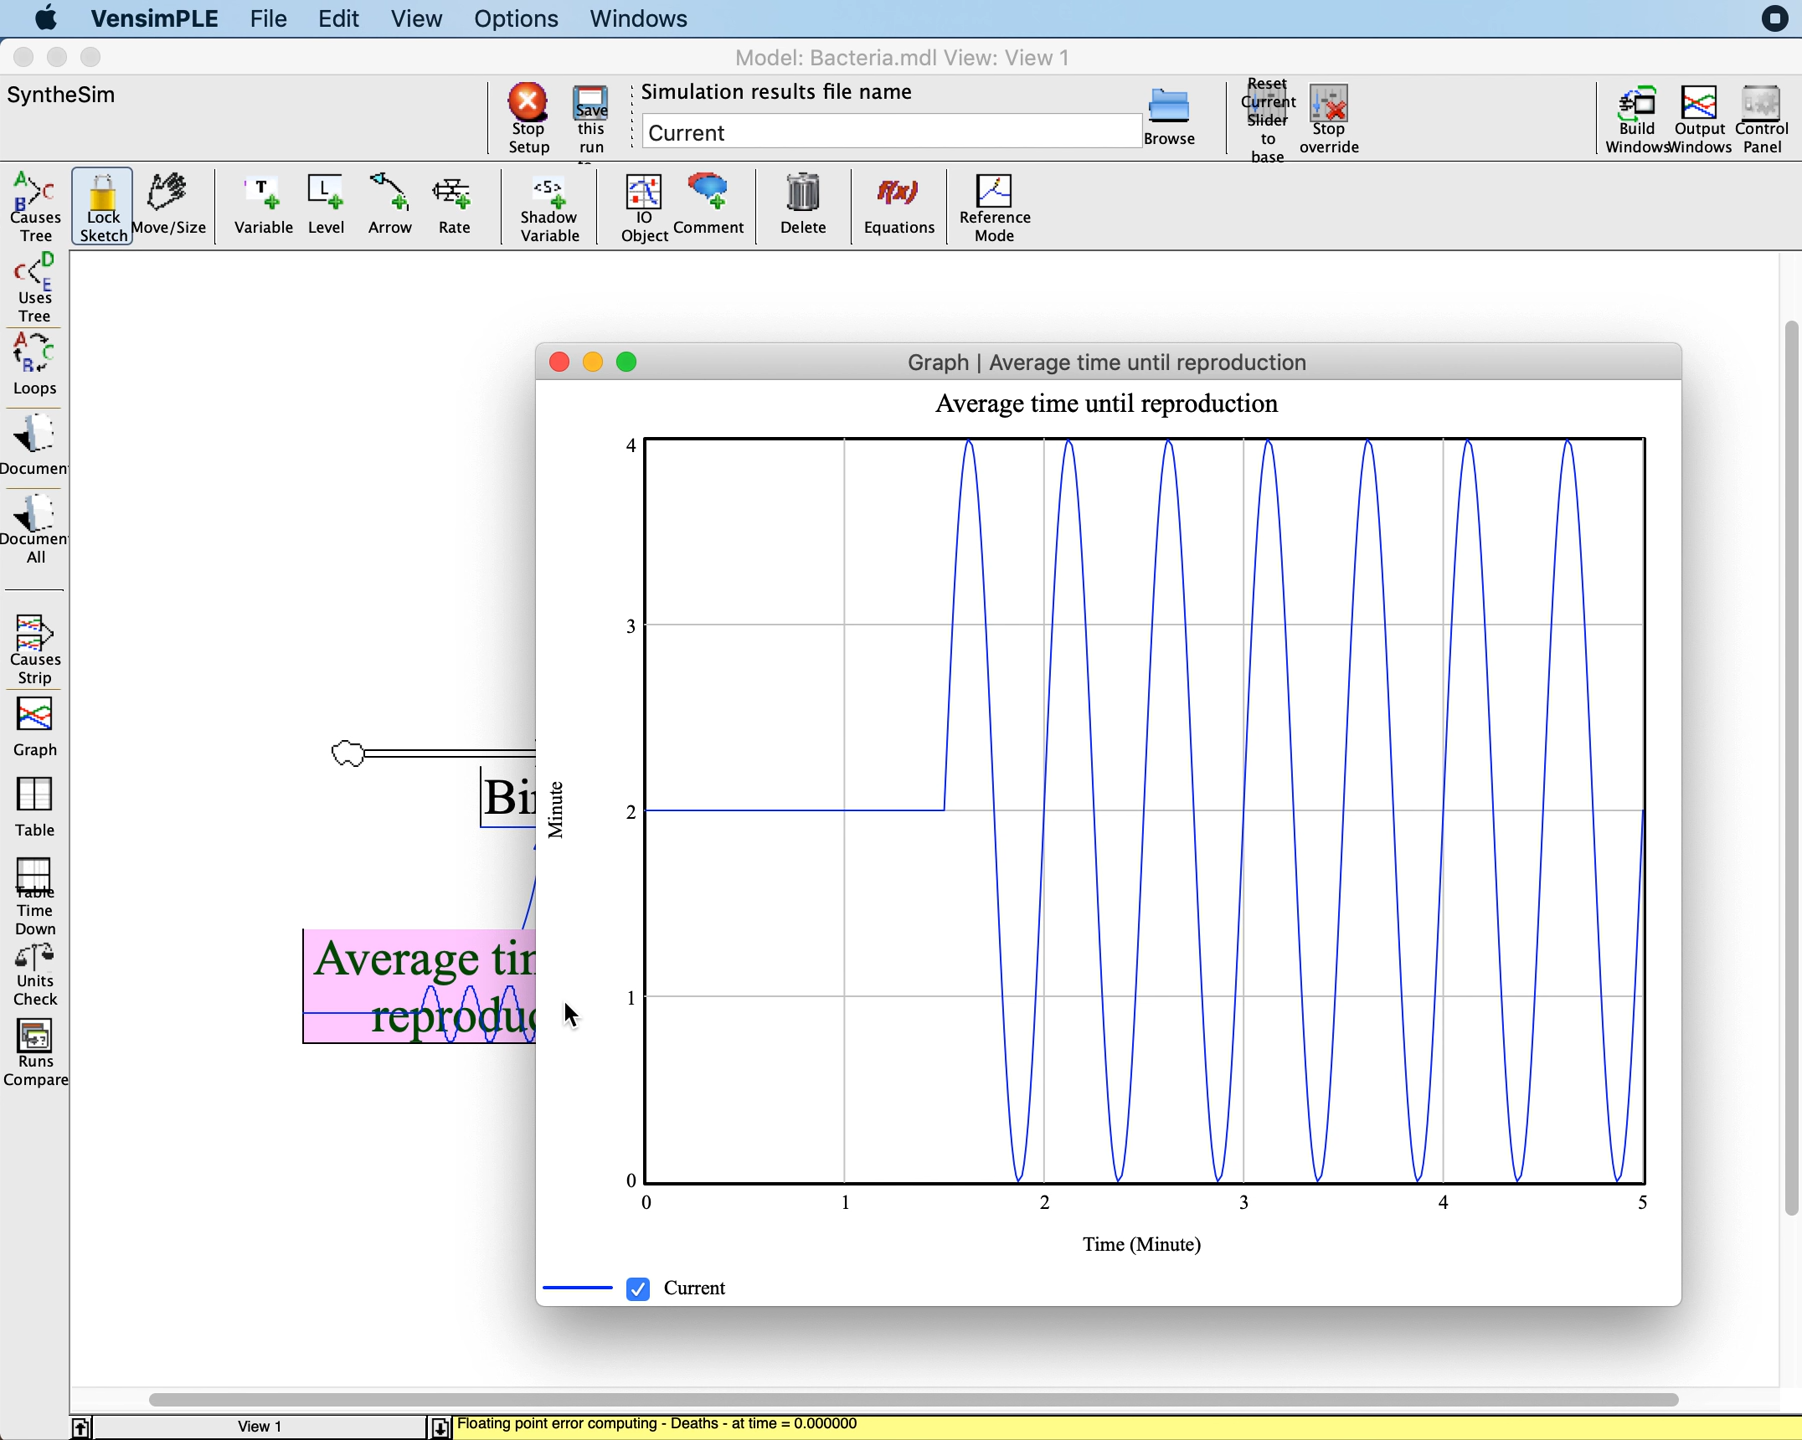 VensimPLE File Edit View Options Windows
Model: Bacteria.mdl View: View 1
SyntheSim
Stop
Setup
Save
this
run
Simulation results file name
Current
Browse
Reset
Current
Slider
to
base
Stop
override
Build
Windows
Output
Windows
Control
Panel
Causes
Tree
Lock
Sketch
Move/Size
Variable
Level
Arrow
Rate
Shadow
Variable
IO
Object
Comment
Delete
Equations
Reference
Mode
Uses
Tree
Loops
Documen
Documen
All
Causes
Strip
Graph
Table
Table
Time
Down
Units
Check
Runs
Compare
Bi
Average tin
reproduc
Graph | Average time until reproduction
Average time until reproduction
Minute
4
3
2
1
0
0 1 2 3 4 5
Time (Minute)
Current
View 1
Floating point error computing - Deaths - at time = 0.000000